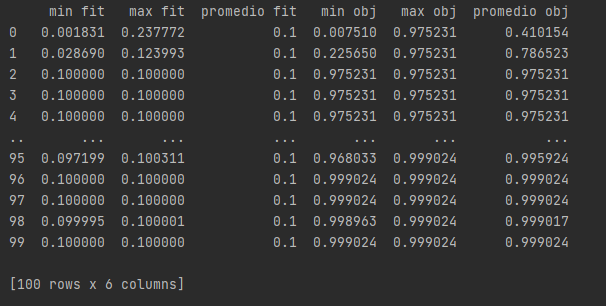 min fit max fit promedio fit min obj max obj promedio obj
0 0.001831 0.237772 0.1 0.007510 0.975231 0.410154
1 0.028690 0.123993 0.1 0.225650 0.975231 0.786523
2 0.100000 0.100000 0.1 0.975231 0.975231 0.975231
3 0.100000 0.100000 0.1 0.975231 0.975231 0.975231
4 0.100000 0.100000 0.1 0.975231 0.975231 0.975231
.. ... ... ... ... ... ...
95 0.097199 0.100311 0.1 0.968033 0.999024 0.995924
96 0.100000 0.100000 0.1 0.999024 0.999024 0.999024
97 0.100000 0.100000 0.1 0.999024 0.999024 0.999024
98 0.099995 0.100001 0.1 0.998963 0.999024 0.999017
99 0.100000 0.100000 0.1 0.999024 0.999024 0.999024
[100 rows x 6 columns]